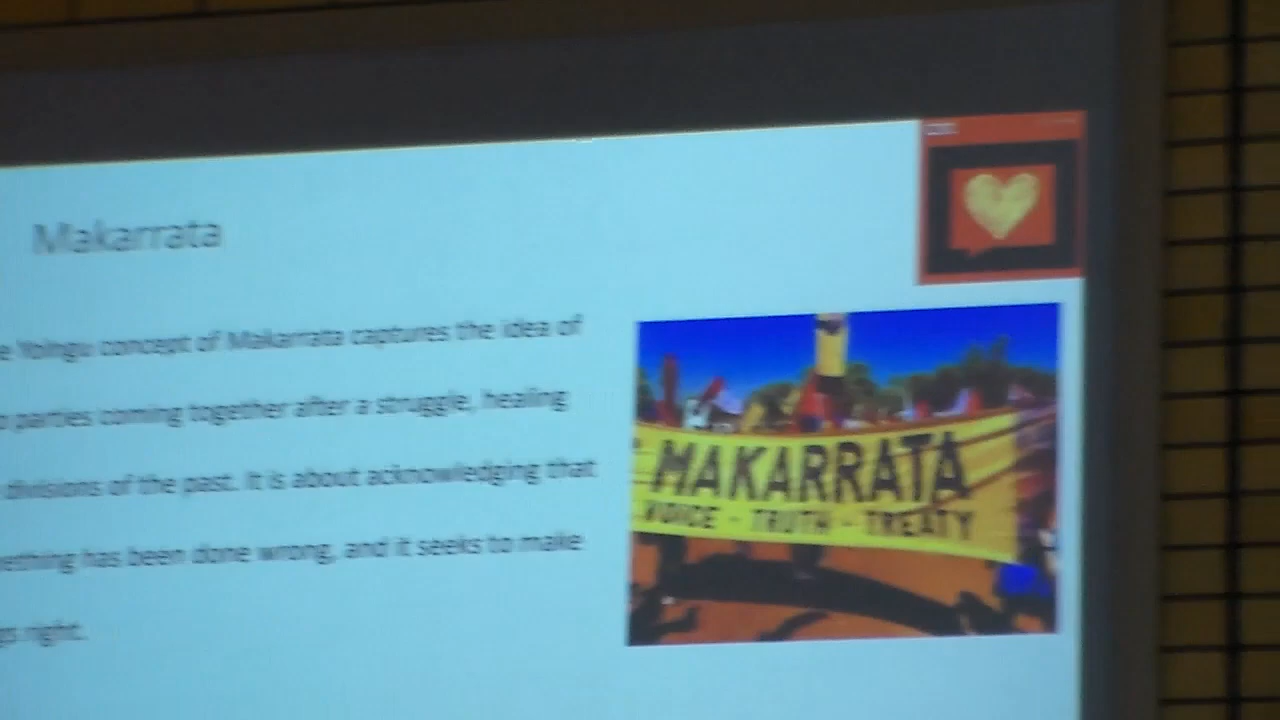 Makarrata
e Yolngu concept of Makarrata captures the idea of
o parties coming together after a struggle, healing
divisions of the past. It is about acknowledging that
ething has been done wrong, and it seeks to make
gs right.
MAKARRATA
VOICE - TRUTH - TREATY